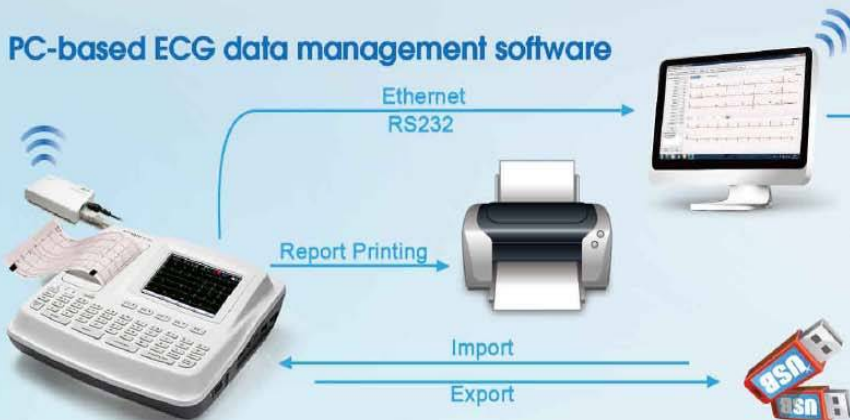 PC-based ECG data management software
Ethernet
RS232
Report Printing
Import
Export
USB
USB